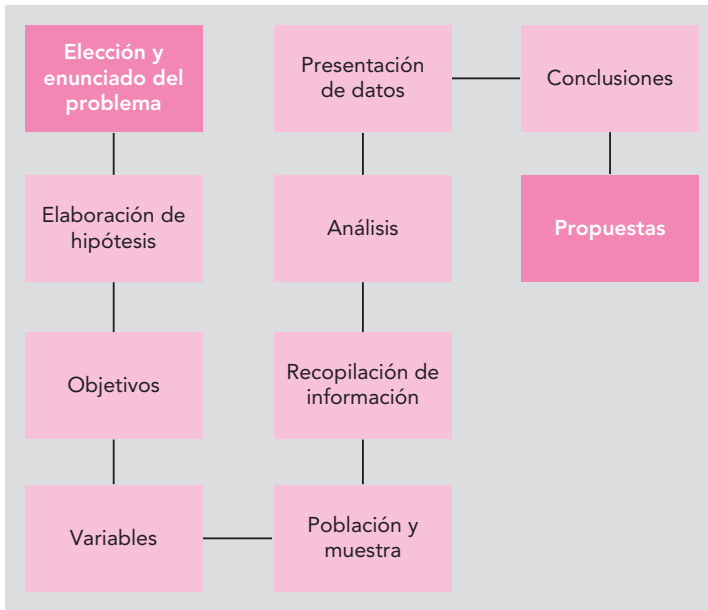 Elección y
enunciado del
problema
Elaboración de
hipótesis
Objetivos
Variables
Población y
muestra
Recopilación de
información
Análisis
Presentación
de datos
Conclusiones
Propuestas